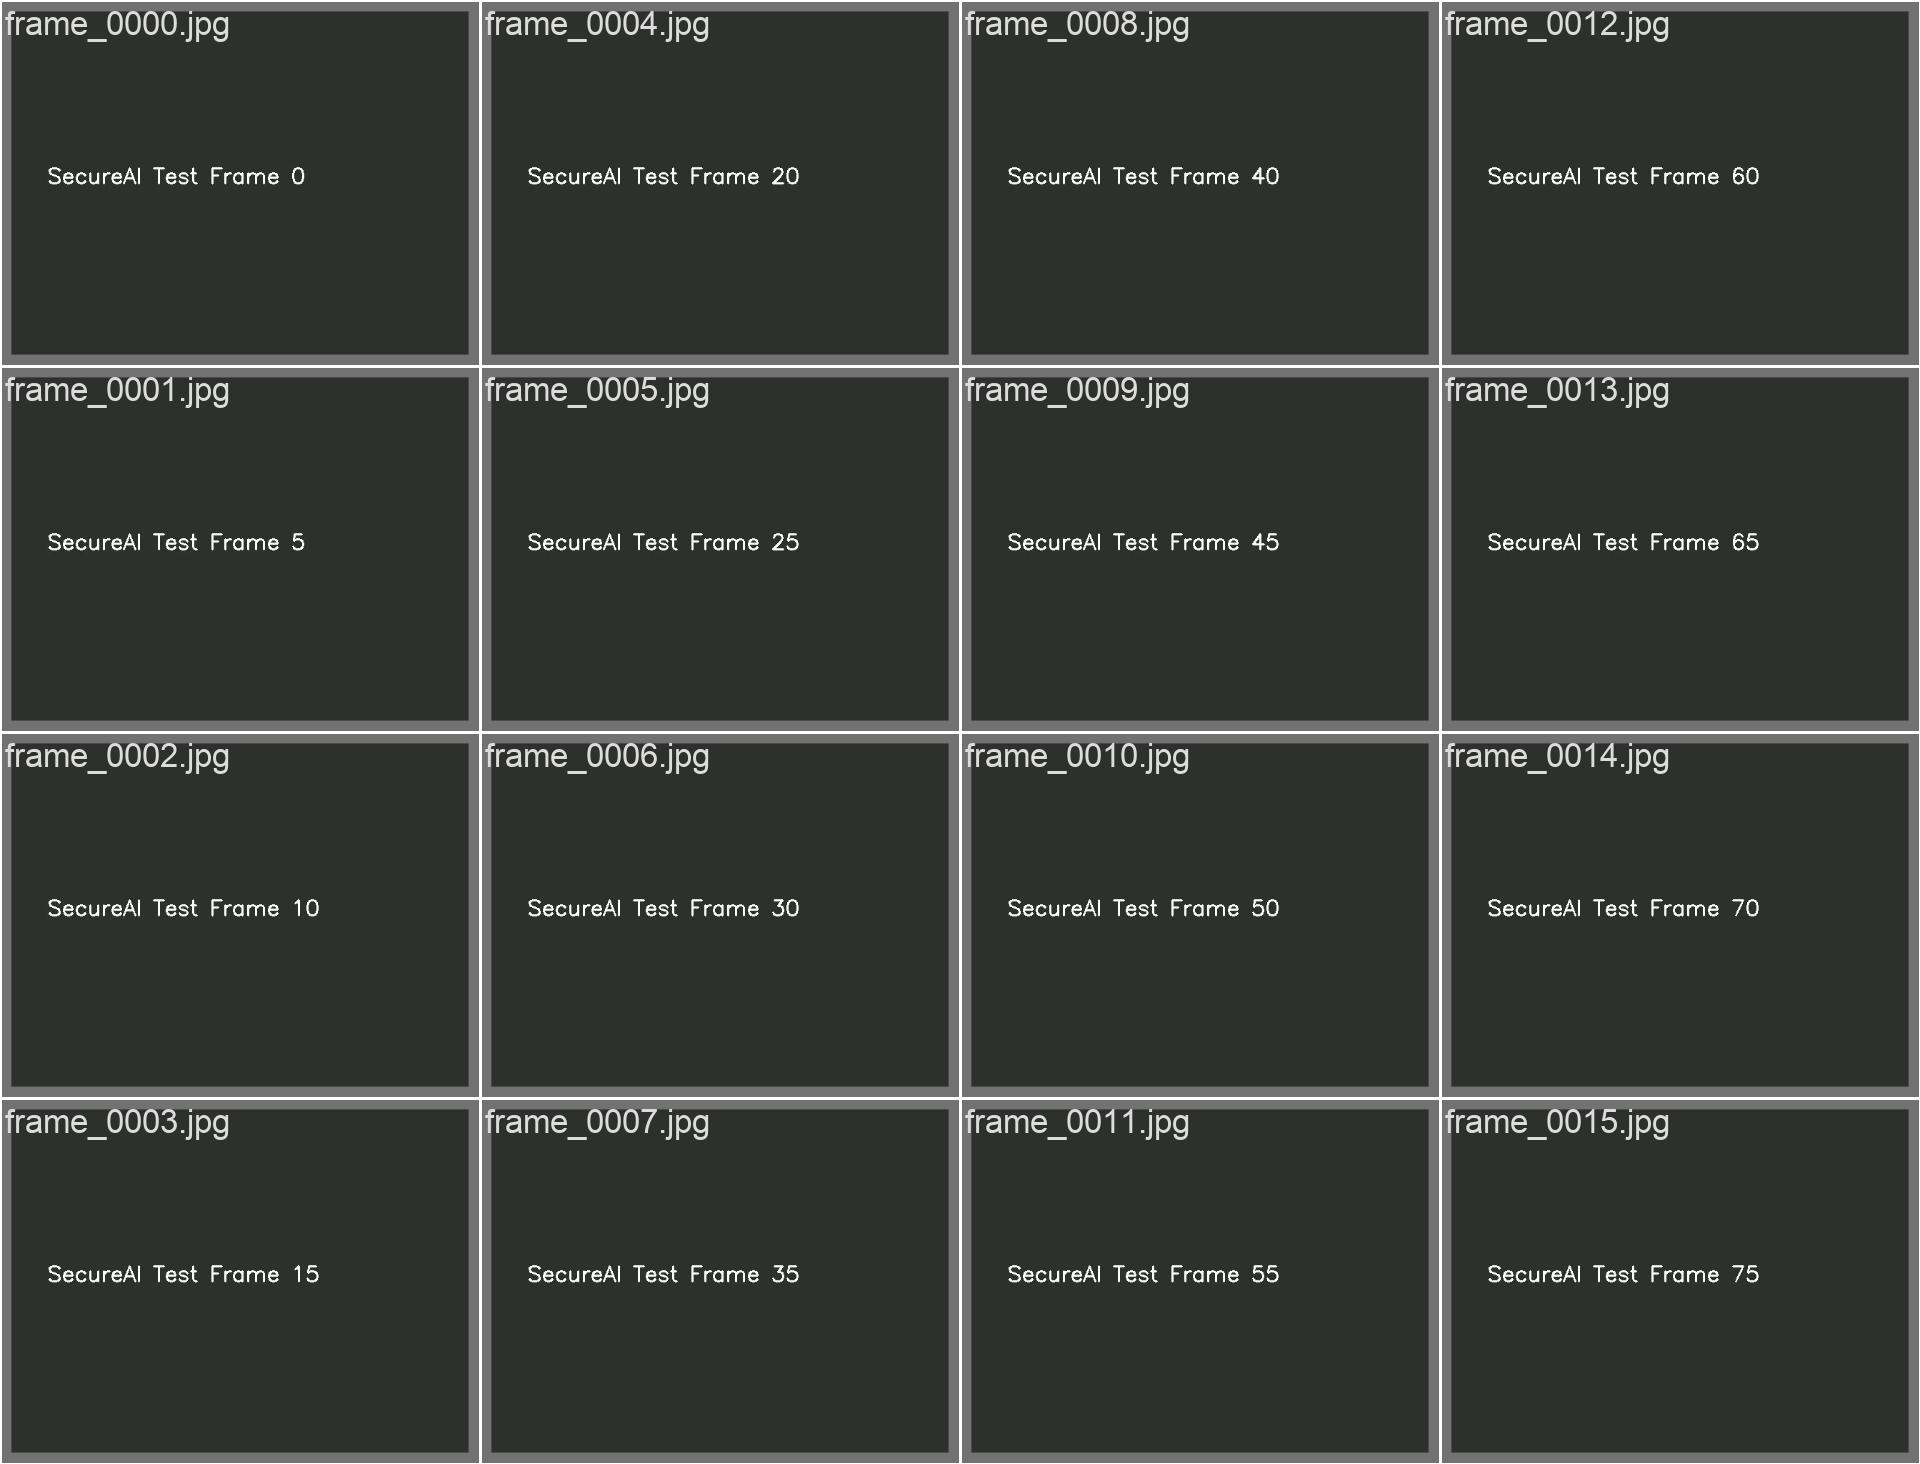 frame_0000.jpg
SecureAI Test Frame 0
frame_0004.jpg
SecureAI Test Frame 20
frame_0008.jpg
SecureAI Test Frame 40
frame_0012.jpg
SecureAI Test Frame 60
frame_0001.jpg
SecureAI Test Frame 5
frame_0005.jpg
SecureAI Test Frame 25
frame_0009.jpg
SecureAI Test Frame 45
frame_0013.jpg
SecureAI Test Frame 65
frame_0002.jpg
SecureAI Test Frame 10
frame_0006.jpg
SecureAI Test Frame 30
frame_0010.jpg
SecureAI Test Frame 50
frame_0014.jpg
SecureAI Test Frame 70
frame_0003.jpg
SecureAI Test Frame 15
frame_0007.jpg
SecureAI Test Frame 35
frame_0011.jpg
SecureAI Test Frame 55
frame_0015.jpg
SecureAI Test Frame 75